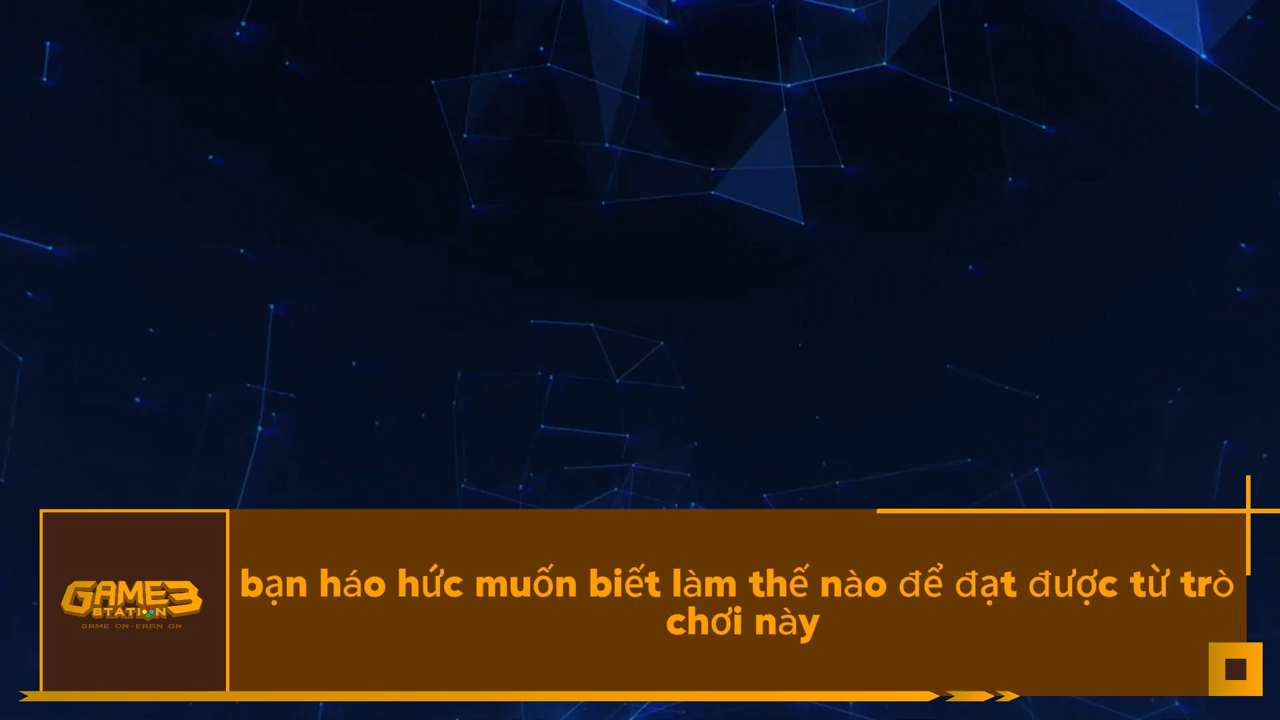 GAME3
STATION
GAME ON-EARN ON
bạn háo hức muốn biết làm thế nào để đạt được từ trò
chơi này